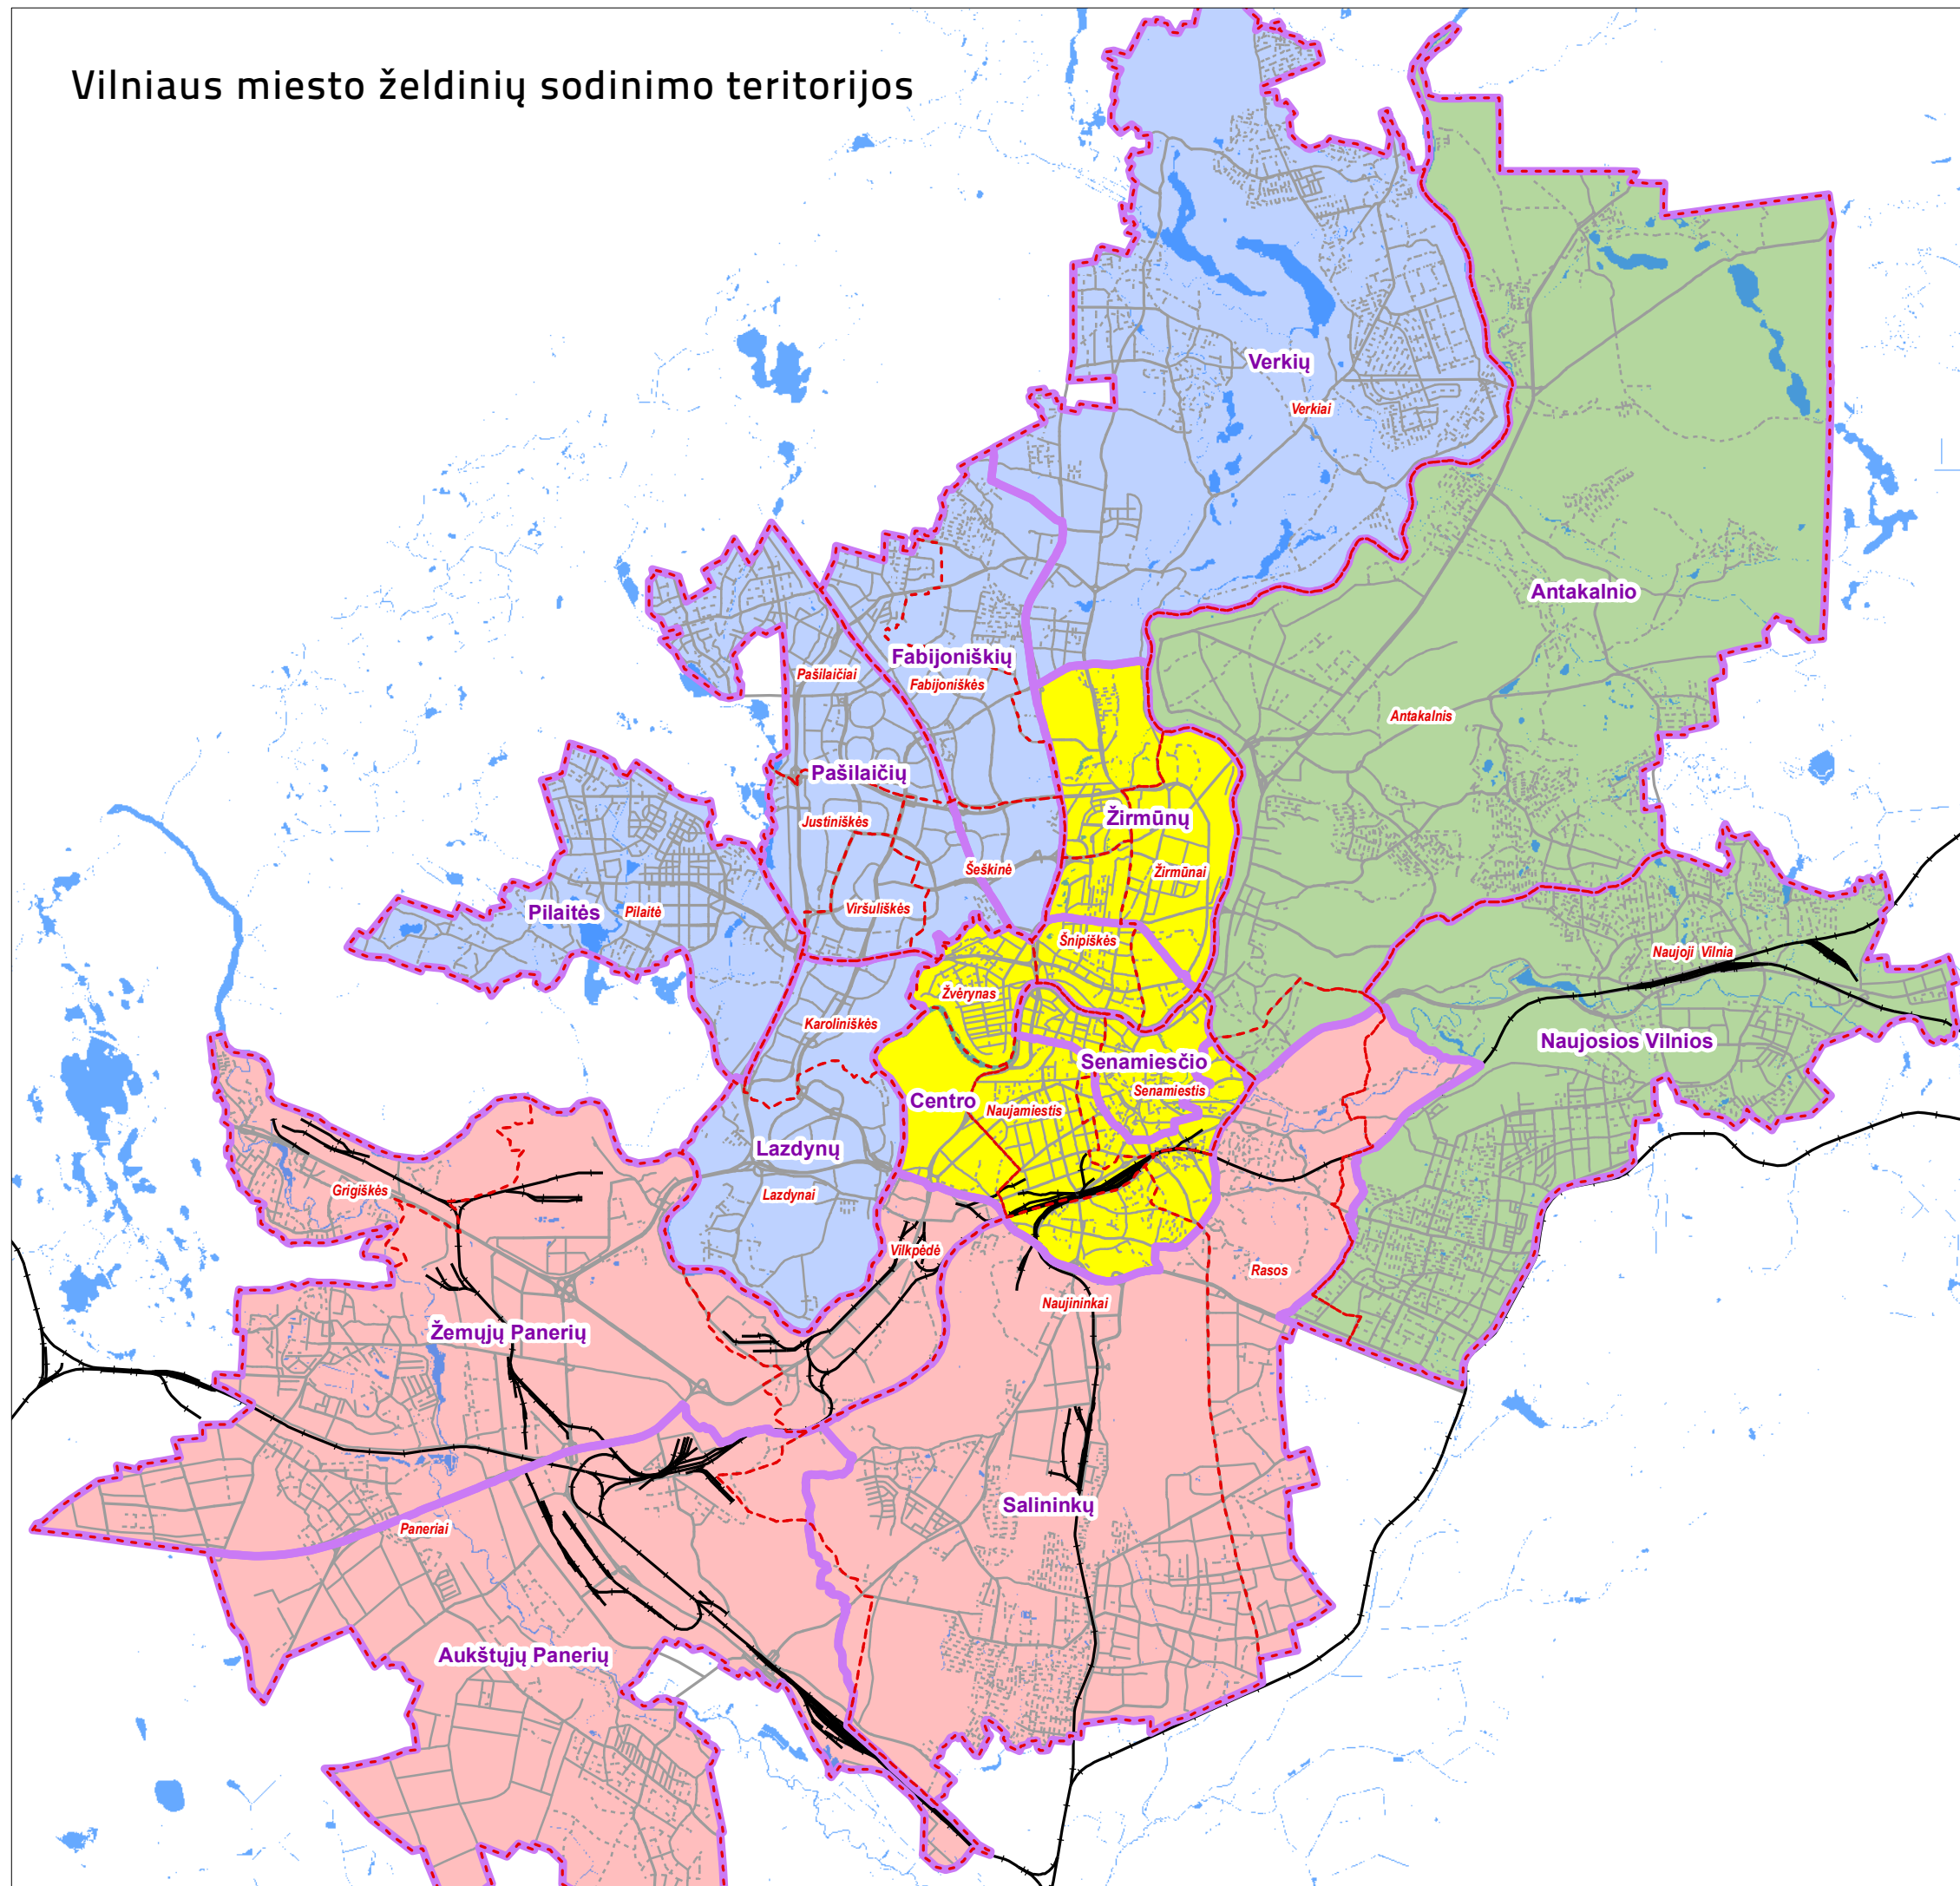 Vilniaus miesto želdinių sodinimo teritorijos
Verkių
Verkiai
Antakalnio
Fabijoniškių
Pašilaičiai
Fabijoniškės
Antakalnis
Pašilaičių
Justiniškės
Žirmūnų
Šeškinė
Žirmūnai
Pilaitės
Pilaitė
Viršuliškės
Šnipiškės
Naujoji Vilnia
Žvėrynas
Karoliniškės
Naujosios Vilnios
Senamiesčio
Senamiestis
Centro
Naujamiestis
Lazdynų
Lazdynai
Grigiškės
Vilkpėdė
Rasos
Naujininkai
Žemųjų Panerių
Salininkų
Paneriai
Aukštųjų Panerių